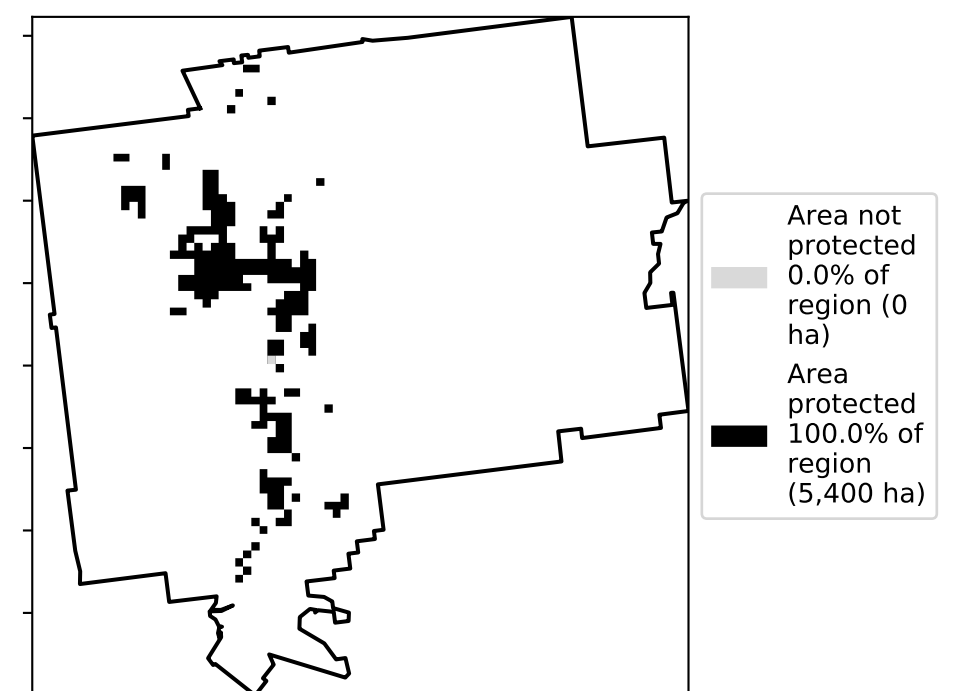 Area not
protected
0.0% of
region (0
ha)
Area
protected
100.0% of
region
(5,400 ha)